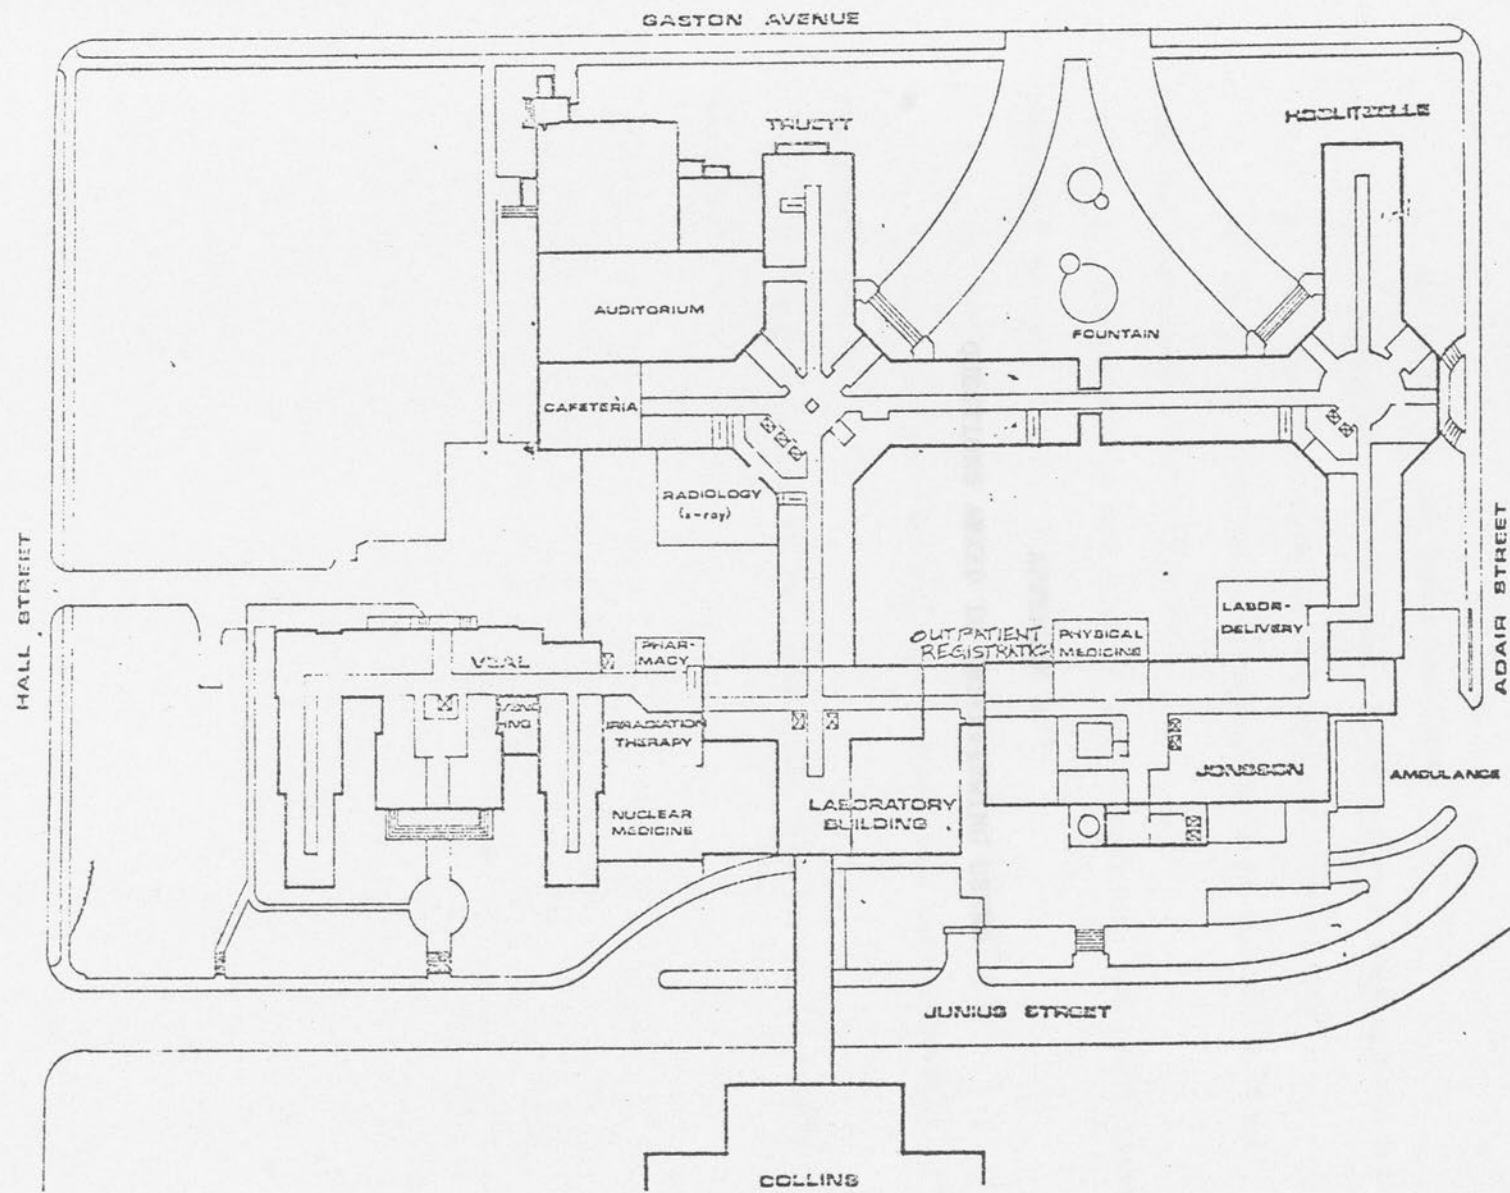 GASTON AVENUE
TRUETT
HOBLITZELLE
AUDITORIUM
FOUNTAIN
CAFETERIA
RADIOLOGY
(x-ray)
HALL STREET
ADAIR STREET
LABOR-
DELIVERY
OUTPATIENT
REGISTRATION
PHYSICAL
MEDICINE
PHAR-
MACY
VEAL
IRRADIATION
THERAPY
JONSSON
AMBULANCE
LABORATORY
BUILDING
NUCLEAR
MEDICINE
JUNIUS STREET
COLLINS